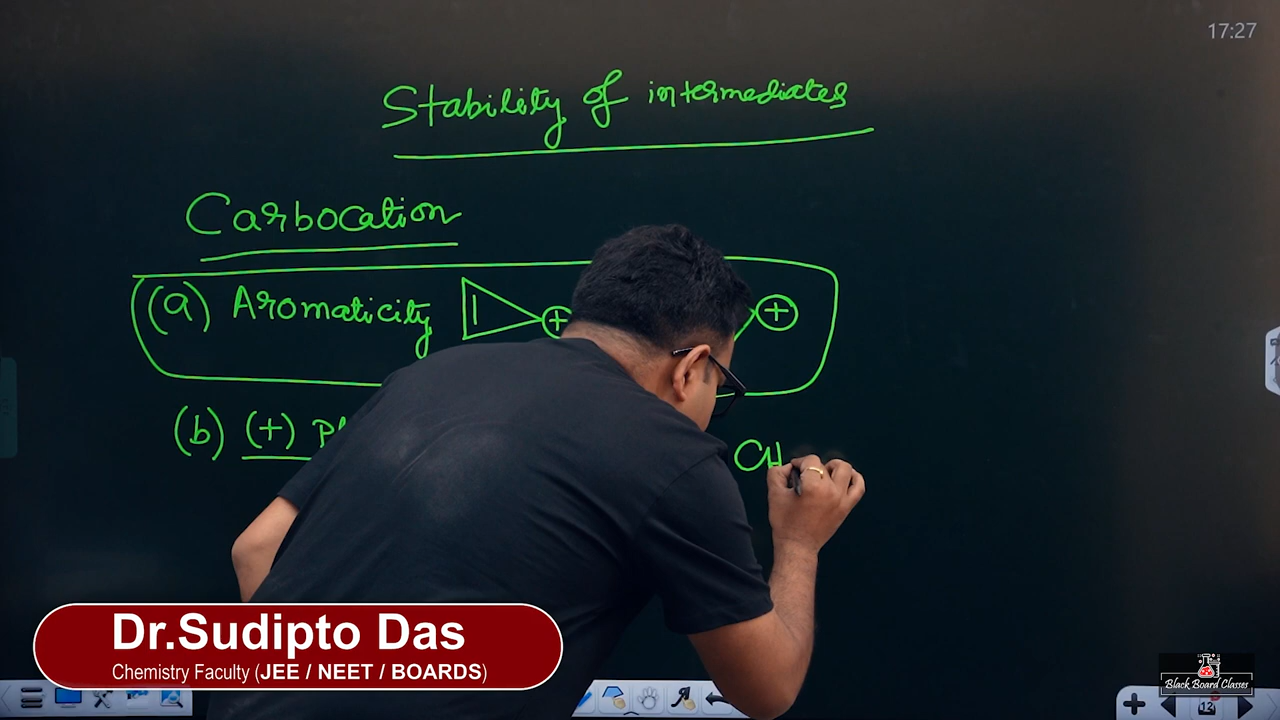 17:27
Stability of intermediates
Carbocation
(a) Aromaticity + +
(b) (+)
CH
Dr.Sudipto Das
Chemistry Faculty (JEE / NEET / BOARDS)
Black Board Classes
12